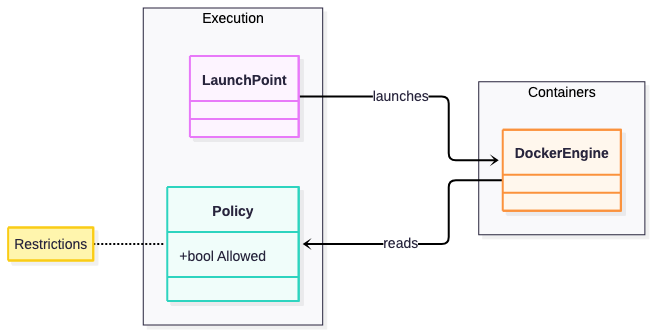 Execution
LaunchPoint
launches
Containers
DockerEngine
Policy
+bool Allowed
Restrictions
reads